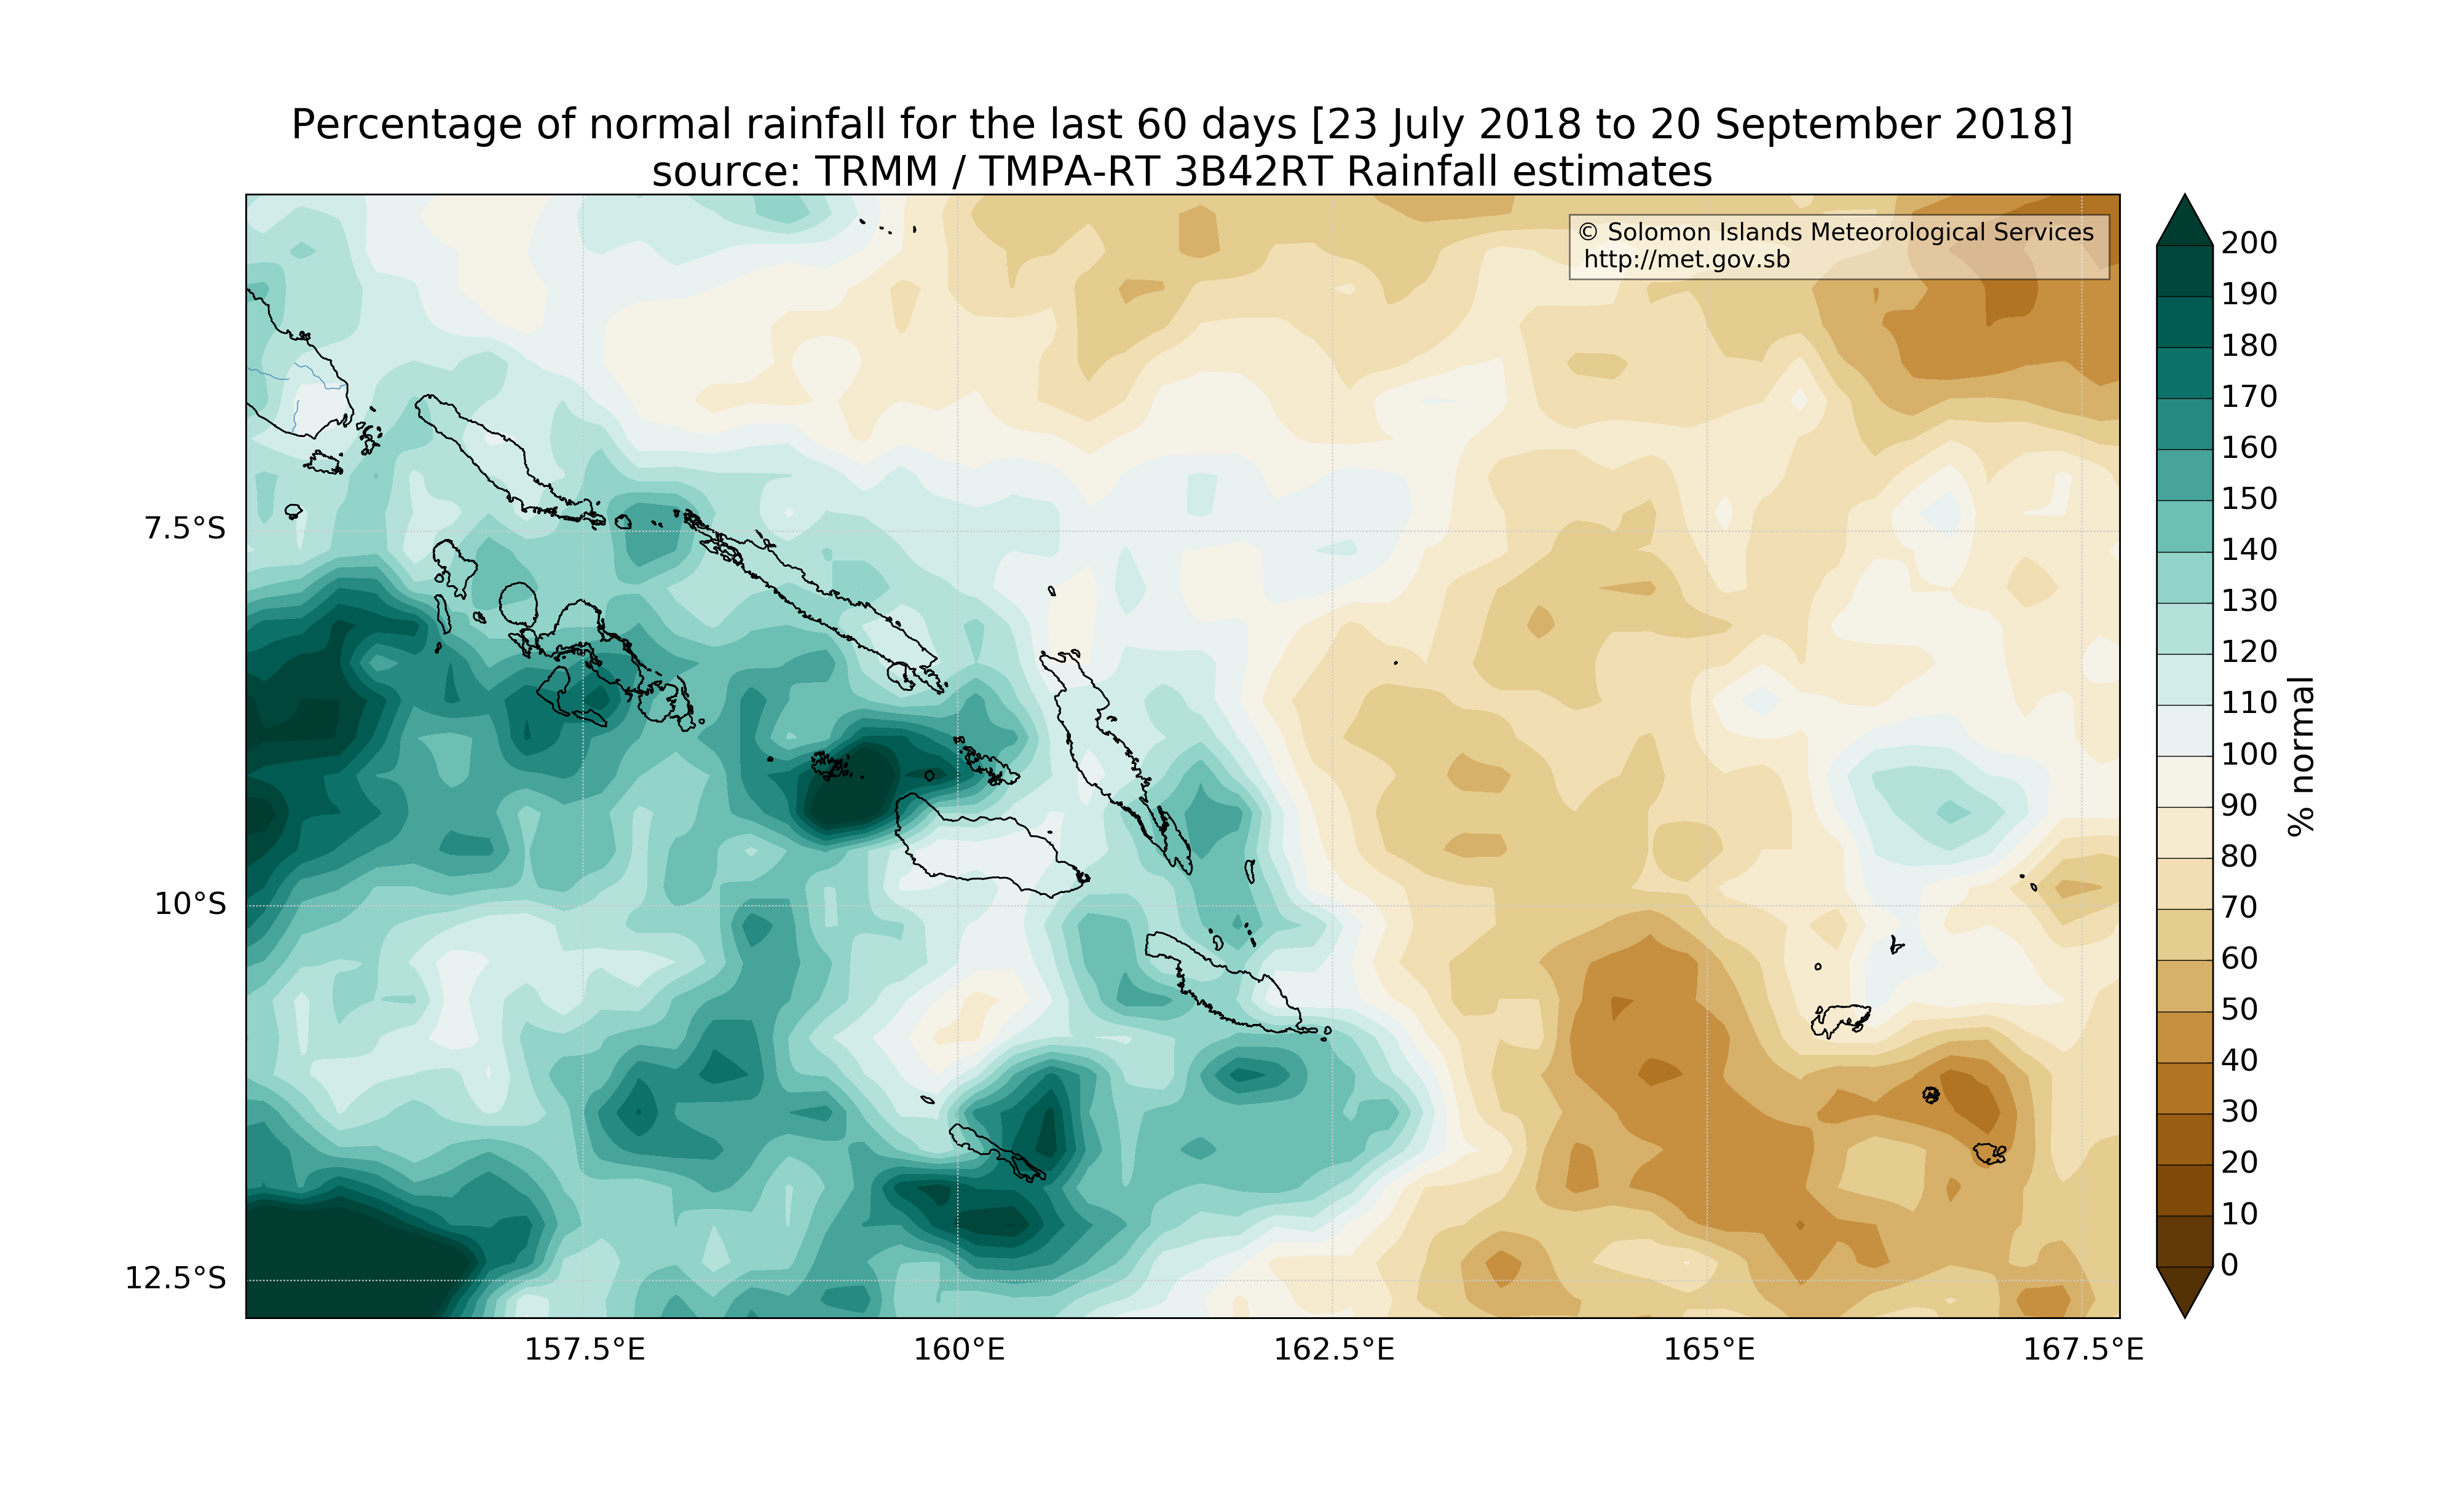 Percentage of normal rainfall for the last 60 days [23 July 2018 to 20 September 2018]
source: TRMM / TMPA-RT 3B42RT Rainfall estimates
© Solomon Islands Meteorological Services
http://met.gov.sb
7.5°S
10°S
12.5°S
157.5°E
160°E
162.5°E
165°E
167.5°E
200
190
180
170
160
150
140
130
120
110
100
90
80
70
60
50
40
30
20
10
0
% normal